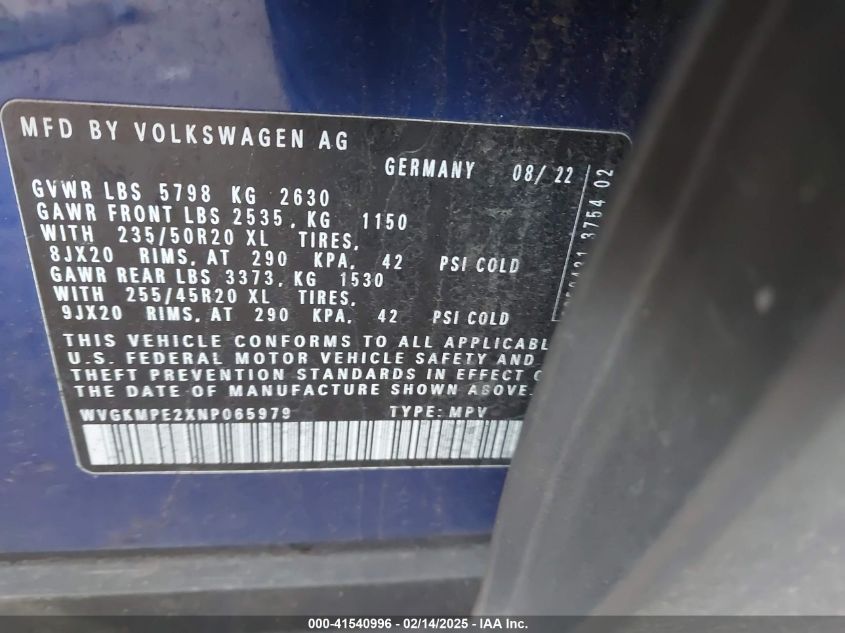 MFD BY VOLKSWAGEN AG
GERMANY 08/ 22
GVWR LBS 5798 KG 2630
GAWR FRONT LBS 2535, KG 1150
WITH 235/50R20 XL TIRES,
8JX20 RIMS, AT 290 KPA, 42 PSI COLD
GAWR REAR LBS 3373, KG 1530
WITH 255/45R20 XL TIRES,
9JX20 RIMS, AT 290 KPA, 42 PSI COLD
THIS VEHICLE CONFORMS TO ALL APPLICABL
U.S. FEDERAL MOTOR VEHICLE SAFETY AND
THEFT PREVENTION STANDARDS IN EFFECT
THE DATE OF MANUFACTURE SHOWN ABOVE.
WVGKMPE2XNP065979 TYPE: MPV
3754 02
000-41540996 - 02/14/2025 - IAA Inc.